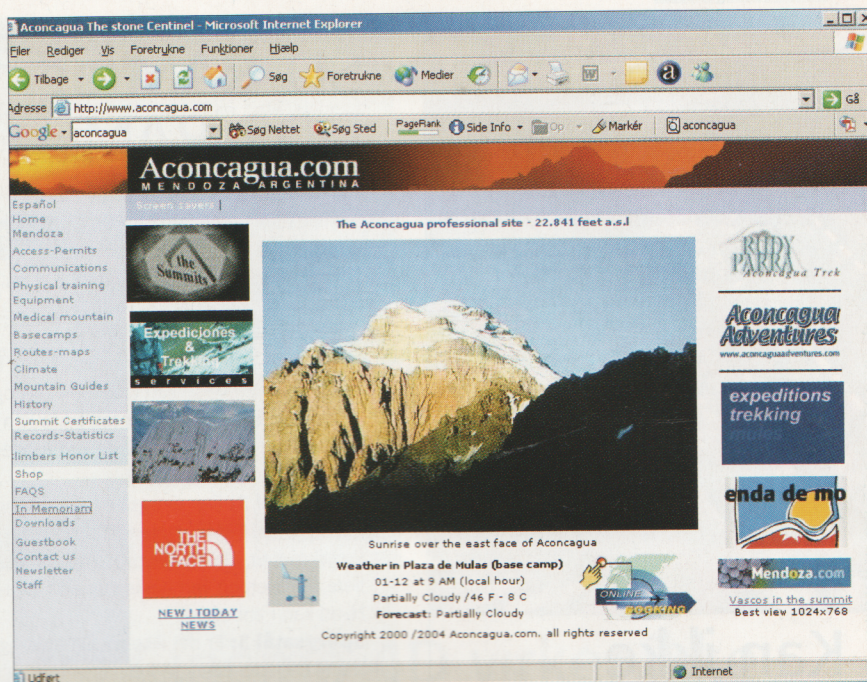 Aconcagua The stone Centinel - Microsoft Internet Explorer
Filer Rediger Vis Foretrukne Funktioner Hjælp
Tilbage Søg Foretrukne Medier
Adresse http://www.aconcagua.com Gå
Google aconcagua Søg Nettet Søg Sted PageRank Side Info Op Markér aconcagua
Aconcagua.com
MENDOZA ARGENTINA
Screen savers |
Español
Home
Mendoza
Access-Permits
Communications
Physical training
Equipment
Medical mountain
Basecamps
Routes-maps
Climate
Mountain Guides
History
Summit Certificates
Records-Statistics
limbers Honor List
Shop
FAQS
In Memoriam
Downloads
Guestbook
Contact us
Newsletter
Staff
the
Summits
Expediciones
&
Trekking
services
THE
NORTH
FACE
NEW ! TODAY
NEWS
The Aconcagua professional site - 22.841 feet a.s.l
Sunrise over the east face of Aconcagua
Weather in Plaza de Mulas (base camp)
01-12 at 9 AM (local hour)
Partially Cloudy /46 F - 8 C
Forecast: Partially Cloudy
ONLINE
BOOKING
Copyright 2000 /2004 Aconcagua.com. all rights reserved
RUDY
PARRA
Aconcagua Trek
Aconcagua
Adventures
www.aconcaguaadventures.com
expeditions
trekking
mules
enda de mo
Mendoza.com
Vascos in the summit
Best view 1024x768
Udført Internet